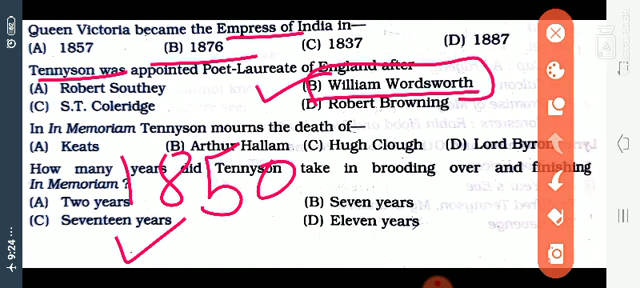 Queen Victoria became the Empress of India in—
(A) 1857 (B) 1876 (C) 1837 (D) 1887
Tennyson was appointed Poet-Laureate of England after
(A) Robert Southey (B) William Wordsworth
(C) S.T. Coleridge (D) Robert Browning
In In Memoriam Tennyson mourns the death of—
(A) Keats (B) Arthur Hallam (C) Hugh Clough (D) Lord Byron
How many years did Tennyson take in brooding over and finishing
In Memoriam ?
1850
(A) Two years (B) Seven years
(C) Seventeen years (D) Eleven years
9:24 ...